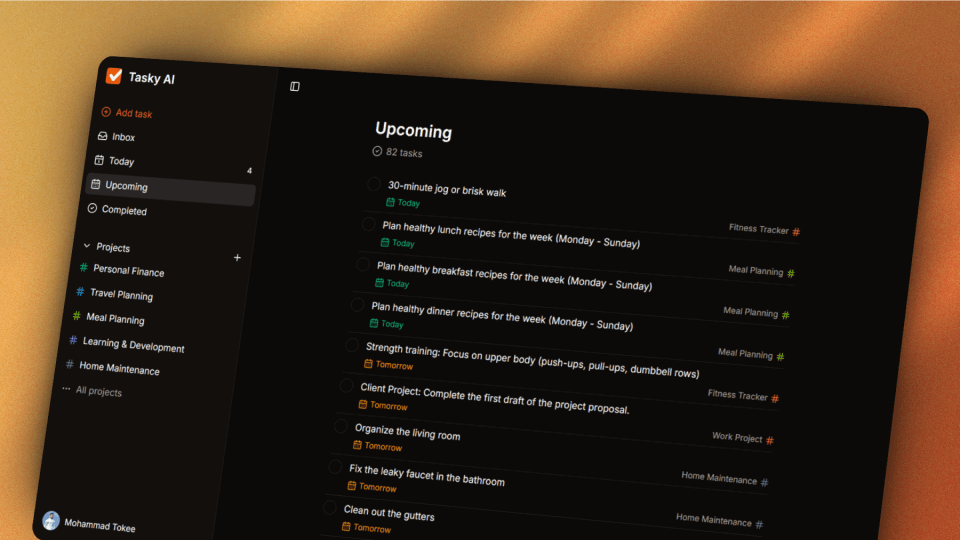 Tasky AI
Add task
Inbox
Today
4
Upcoming
Completed
Projects
+
# Personal Finance
# Travel Planning
# Meal Planning
# Learning & Development
# Home Maintenance
... All projects
Mohammad Tokee
Upcoming
82 tasks
30-minute jog or brisk walk
Today
Fitness Tracker #
Plan healthy lunch recipes for the week (Monday - Sunday)
Today
Meal Planning #
Plan healthy breakfast recipes for the week (Monday - Sunday)
Today
Meal Planning #
Plan healthy dinner recipes for the week (Monday - Sunday)
Today
Meal Planning #
Strength training: Focus on upper body (push-ups, pull-ups, dumbbell rows)
Tomorrow
Fitness Tracker #
Client Project: Complete the first draft of the project proposal.
Tomorrow
Work Project #
Organize the living room
Tomorrow
Home Maintenance #
Fix the leaky faucet in the bathroom
Tomorrow
Home Maintenance #
Clean out the gutters
Tomorrow